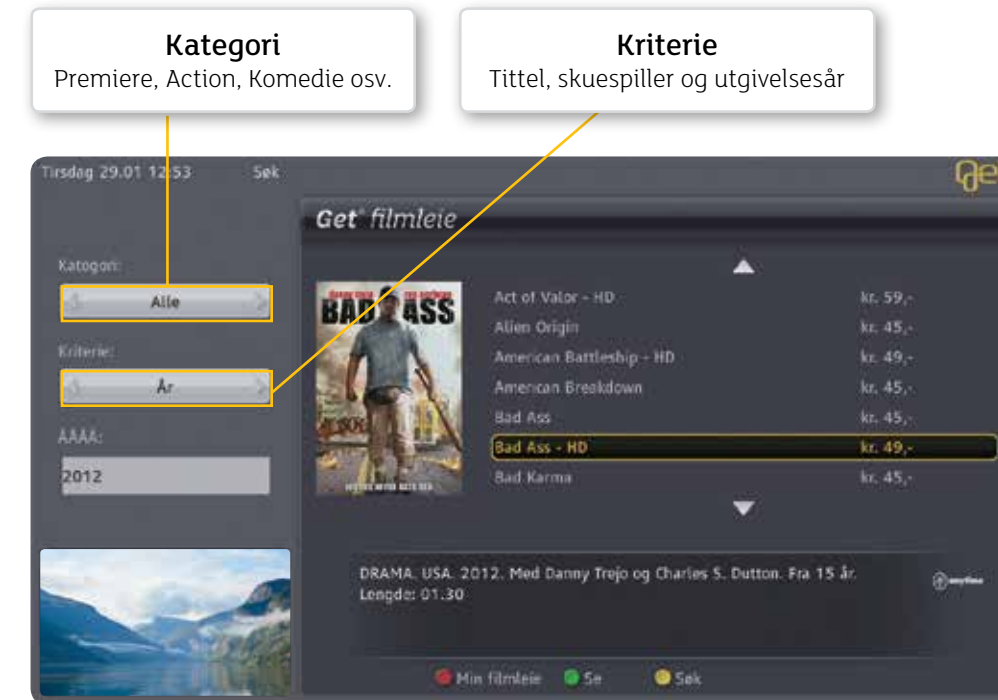 Kategori
Premiere, Action, Komedie osv.
Kriterie
Tittel, skuespiller og utgivelsesår
Tirsdag 29.01 12:53 Søk
Get filmleie
Kategori:
Alle
Kriterie:
År
ÅÅÅÅ:
2012
BAD ASS
Act of Valor - HD kr. 59,-
Alien Origin kr. 45,-
American Battleship - HD kr. 49,-
American Breakdown kr. 45,-
Bad Ass kr. 45,-
Bad Ass - HD kr. 49,-
Bad Karma kr. 45,-
DRAMA. USA. 2012. Med Danny Trejo og Charles S. Dutton. Fra 15 år.
Lengde: 01.30
anytime
Min filmleie Se Søk